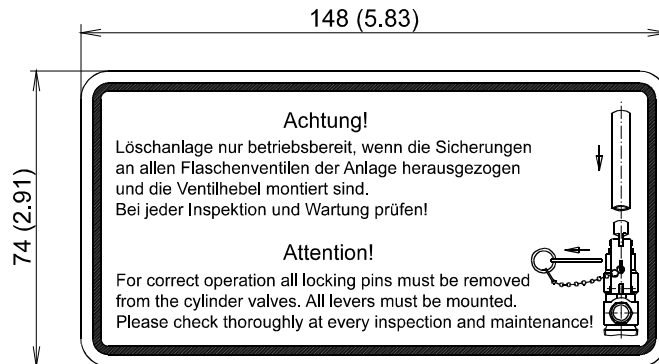 148 (5.83)
74 (2.91)
Achtung!
Löschanlage nur betriebsbereit, wenn die Sicherungen
an allen Flaschenventilen der Anlage herausgezogen
und die Ventilhebel montiert sind.
Bei jeder Inspektion und Wartung prüfen!
Attention!
For correct operation all locking pins must be removed
from the cylinder valves. All levers must be mounted.
Please check thoroughly at every inspection and maintenance!